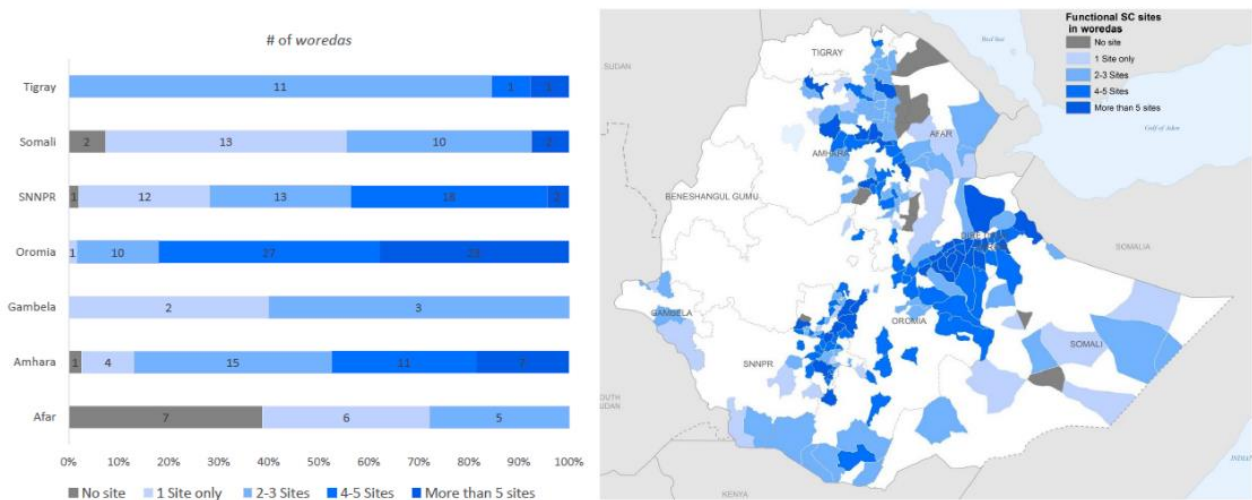 # of woredas
Tigray 11 1 1
Somali 2 13 10 2
SNNPR 1 12 13 18 2
Oromia 1 10 27 23
Gambela 2 3
Amhara 1 4 15 11 7
Afar 7 6 5
0% 10% 20% 30% 40% 50% 60% 70% 80% 90% 100%
No site 1 Site only 2-3 Sites 4-5 Sites More than 5 sites
Functional SC sites
in woredas
No site
1 Site only
2-3 Sites
4-5 Sites
More than 5 sites
TIGRAY
Red Sea
SUDAN
Gulf of Aden
AFAR
AMHARA
BENESHANGUL GUMU
DIRE
SOMALIA
GAMBELA
OROMIA
SOMALI
SNNPR
UDAN
KENYA